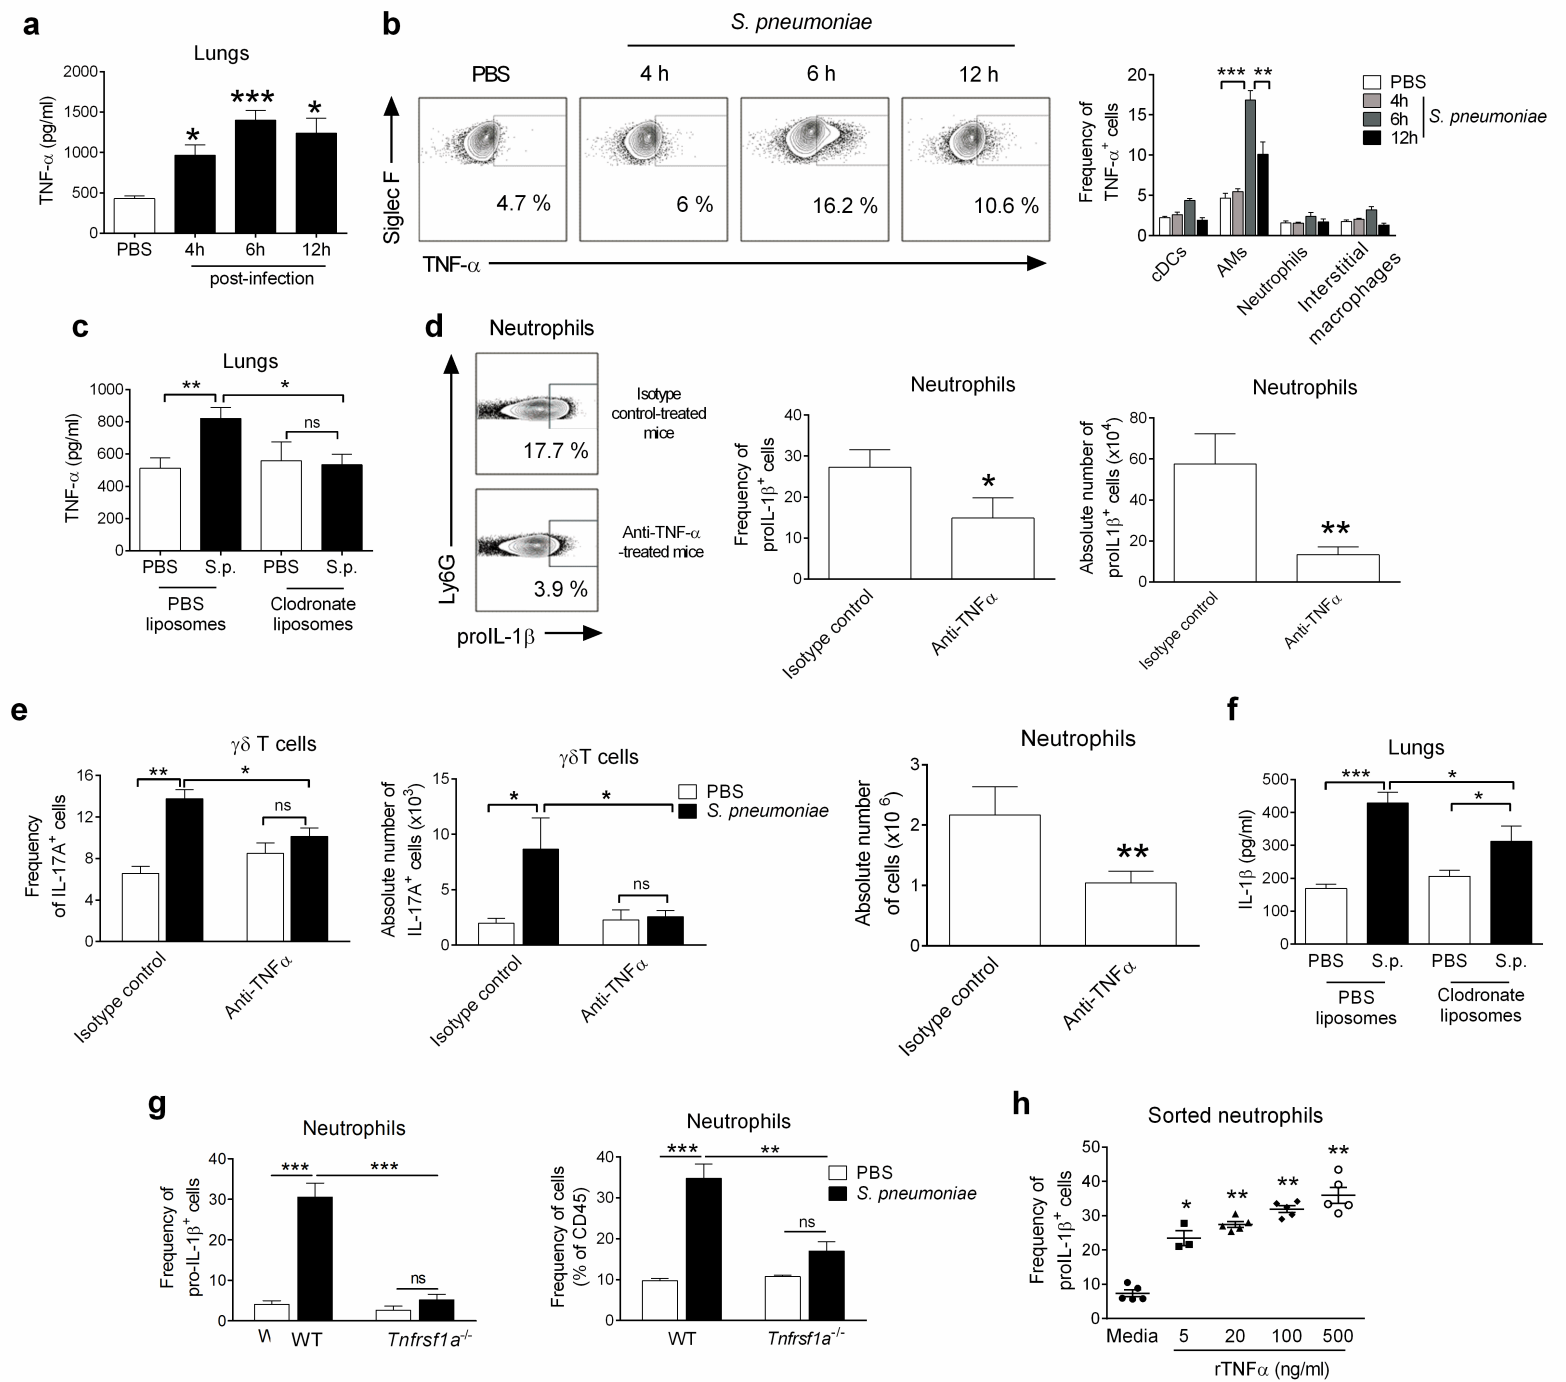 a
Lungs
TNF-α (pg/ml)
2000
1500
1000
500
0
*
***
*
PBS
4h
6h
12h
post-infection
b
S. pneumoniae
PBS
4 h
6 h
12 h
4.7 %
6 %
16.2 %
10.6 %
Siglec F
TNF-α
Frequency of
TNF-α+ cells
20
15
10
5
0
***
**
cDCs
AMs
Neutrophils
Interstitial
macrophages
PBS
4h
6h
12h
S. pneumoniae
c
Lungs
TNF-α (pg/ml)
1000
800
600
400
200
0
**
*
ns
PBS
S.p.
PBS
S.p.
PBS
liposomes
Clodronate
liposomes
d
Neutrophils
17.7 %
Isotype
control-treated
mice
3.9 %
Anti-TNF-α
-treated mice
Ly6G
proIL-1β
Neutrophils
Frequency of
proIL-1β+ cells
40
30
20
10
0
*
Isotype control
Anti-TNFα
Neutrophils
Absolute number of
proIL1β+ cells (x10⁴)
80
60
40
20
0
**
Isotype control
Anti-TNFα
e
γδ T cells
Frequency
of IL-17A+ cells
16
12
8
4
0
**
*
ns
Isotype control
Anti-TNFα
γδT cells
Absolute number of
IL-17A+ cells (x10³)
15
10
5
0
*
*
ns
Isotype control
Anti-TNFα
PBS
S. pneumoniae
Neutrophils
Absolute number
of cells (x10 ⁶)
3
2
1
0
**
Isotype control
Anti-TNFα
f
Lungs
IL-1β (pg/ml)
500
400
300
200
100
0
***
*
*
PBS
S.p.
PBS
S.p.
PBS
liposomes
Clodronate
liposomes
g
Neutrophils
Frequency of
pro-IL-1β+ cells
40
30
20
10
0
***
***
ns
WT
Tnfrsf1a-/-
Neutrophils
Frequency of cells
(% of CD45)
40
30
20
10
0
***
**
ns
WT
Tnfrsf1a-/-
PBS
S. pneumoniae
h
Sorted neutrophils
Frequency of
proIL-1β+ cells
50
40
30
20
10
0
*
**
**
**
Media
5
20
100
500
rTNFα (ng/ml)